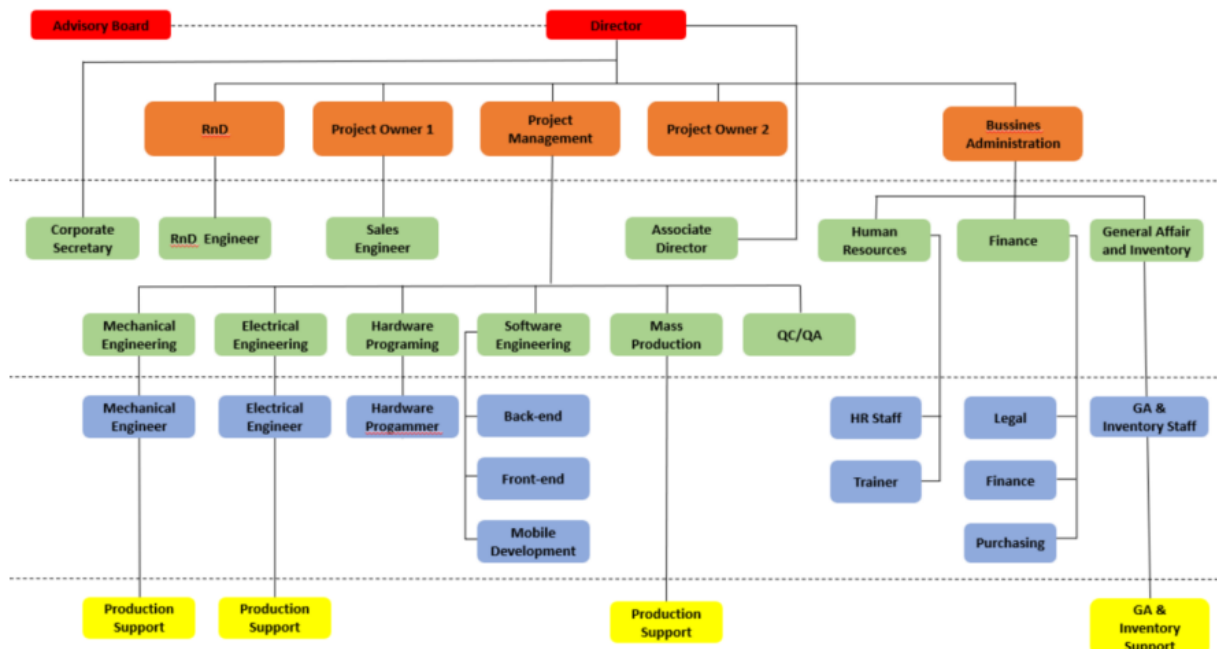 Advisory Board
Director
RnD
Project Owner 1
Project
Management
Project Owner 2
Bussines
Administration
Corporate
Secretary
RnD Engineer
Sales
Engineer
Associate
Director
Human
Resources
Finance
General Affair
and Inventory
Mechanical
Engineering
Electrical
Engineering
Hardware
Programing
Software
Engineering
Mass
Production
QC/QA
Mechanical
Engineer
Electrical
Engineer
Hardware
Progammer
Back-end
HR Staff
Legal
GA &
Inventory Staff
Front-end
Trainer
Finance
Mobile
Development
Purchasing
Production
Support
Production
Support
Production
Support
GA &
Inventory
Support